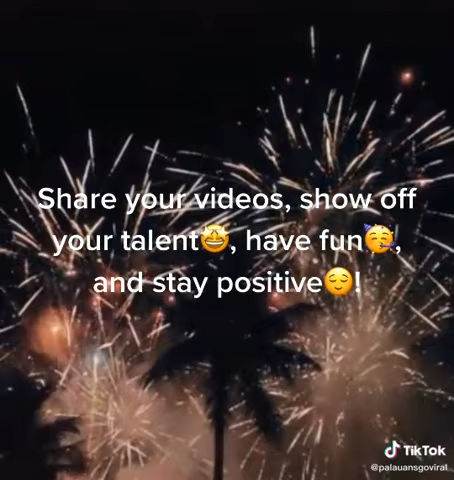 Share your videos, show off
your talent🤩, have fun🥳,
and stay positive😌!
TikTok
@palauansgoviral